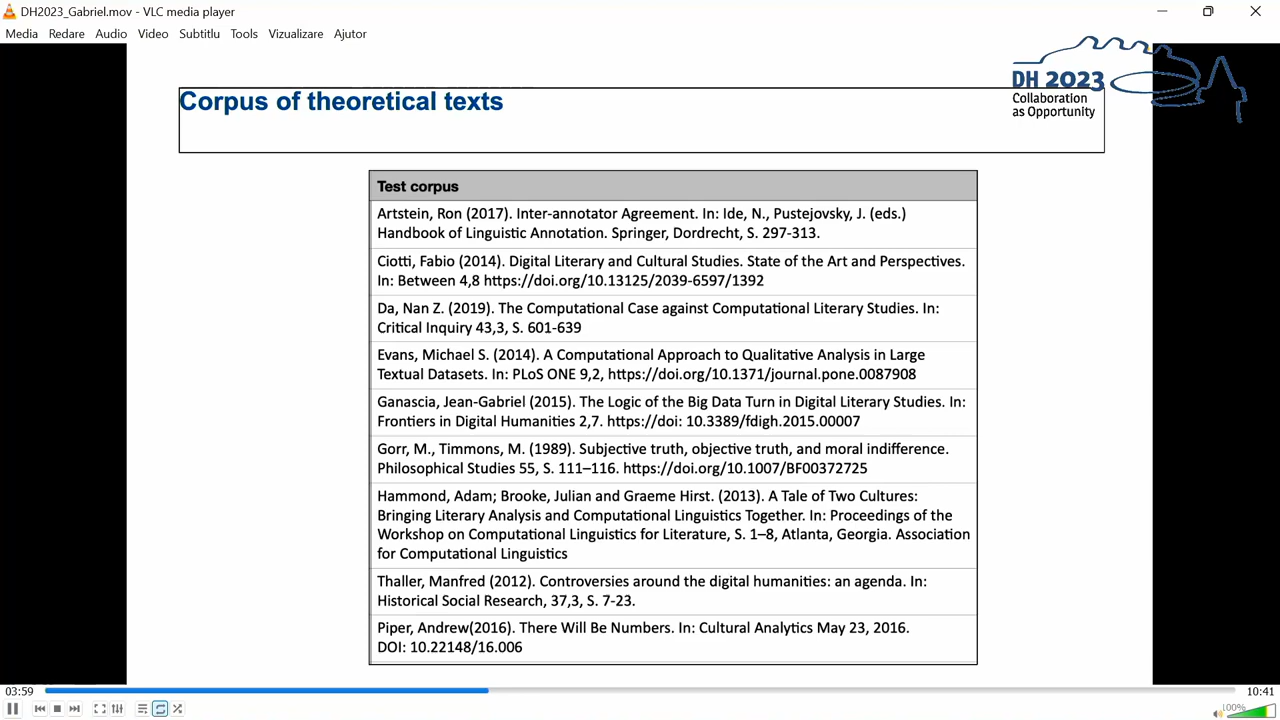 DH2023_Gabriel.mov - VLC media player
Media Redare Audio Video Subtitlu Tools Vizualizare Ajutor
DH 2023
Collaboration
as Opportunity
Corpus of theoretical texts
Test corpus
Artstein, Ron (2017). Inter-annotator Agreement. In: Ide, N., Pustejovsky, J. (eds.)
Handbook of Linguistic Annotation. Springer, Dordrecht, S. 297-313.
Ciotti, Fabio (2014). Digital Literary and Cultural Studies. State of the Art and Perspectives.
In: Between 4,8 https://doi.org/10.13125/2039-6597/1392
Da, Nan Z. (2019). The Computational Case against Computational Literary Studies. In:
Critical Inquiry 43,3, S. 601-639
Evans, Michael S. (2014). A Computational Approach to Qualitative Analysis in Large
Textual Datasets. In: PLoS ONE 9,2, https://doi.org/10.1371/journal.pone.0087908
Ganascia, Jean-Gabriel (2015). The Logic of the Big Data Turn in Digital Literary Studies. In:
Frontiers in Digital Humanities 2,7. https://doi: 10.3389/fdigh.2015.00007
Gorr, M., Timmons, M. (1989). Subjective truth, objective truth, and moral indifference.
Philosophical Studies 55, S. 111–116. https://doi.org/10.1007/BF00372725
Hammond, Adam; Brooke, Julian and Graeme Hirst. (2013). A Tale of Two Cultures:
Bringing Literary Analysis and Computational Linguistics Together. In: Proceedings of the
Workshop on Computational Linguistics for Literature, S. 1–8, Atlanta, Georgia. Association
for Computational Linguistics
Thaller, Manfred (2012). Controversies around the digital humanities: an agenda. In:
Historical Social Research, 37,3, S. 7-23.
Piper, Andrew(2016). There Will Be Numbers. In: Cultural Analytics May 23, 2016.
DOI: 10.22148/16.006
03:59 10:41
100%